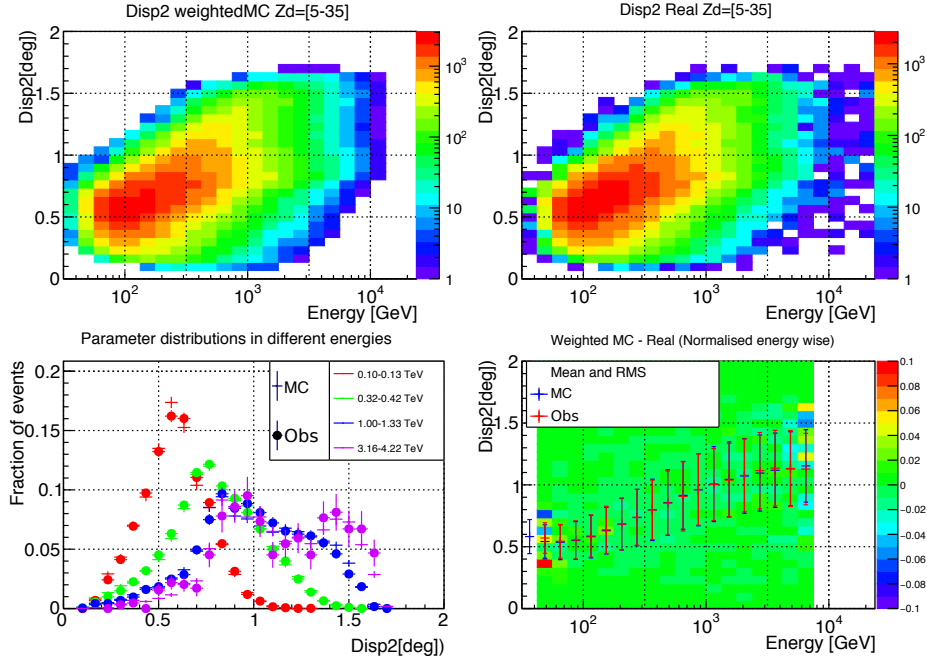 Disp2 weightedMC Zd=[5-35]
Disp2[deg])
2
1.5
1
0.5
0
10²
10³
10⁴
Energy [GeV]
10³
10²
10
1
Disp2 Real Zd=[5-35]
Disp2[deg])
2
1.5
1
0.5
0
10²
10³
10⁴
Energy [GeV]
10³
10²
10
1
Parameter distributions in different energies
Fraction of events
0.2
0.15
0.1
0.05
0
0
0.5
1
1.5
2
Disp2[deg])
MC
Obs
0.10-0.13 TeV
0.32-0.42 TeV
1.00-1.33 TeV
3.16-4.22 TeV
Weighted MC - Real (Normalised energy wise)
Disp2[deg])
2
1.5
1
0.5
0
Mean and RMS
MC
Obs
10²
10³
10⁴
Energy [GeV]
0.1
0.08
0.06
0.04
0.02
0
-0.02
-0.04
-0.06
-0.08
-0.1